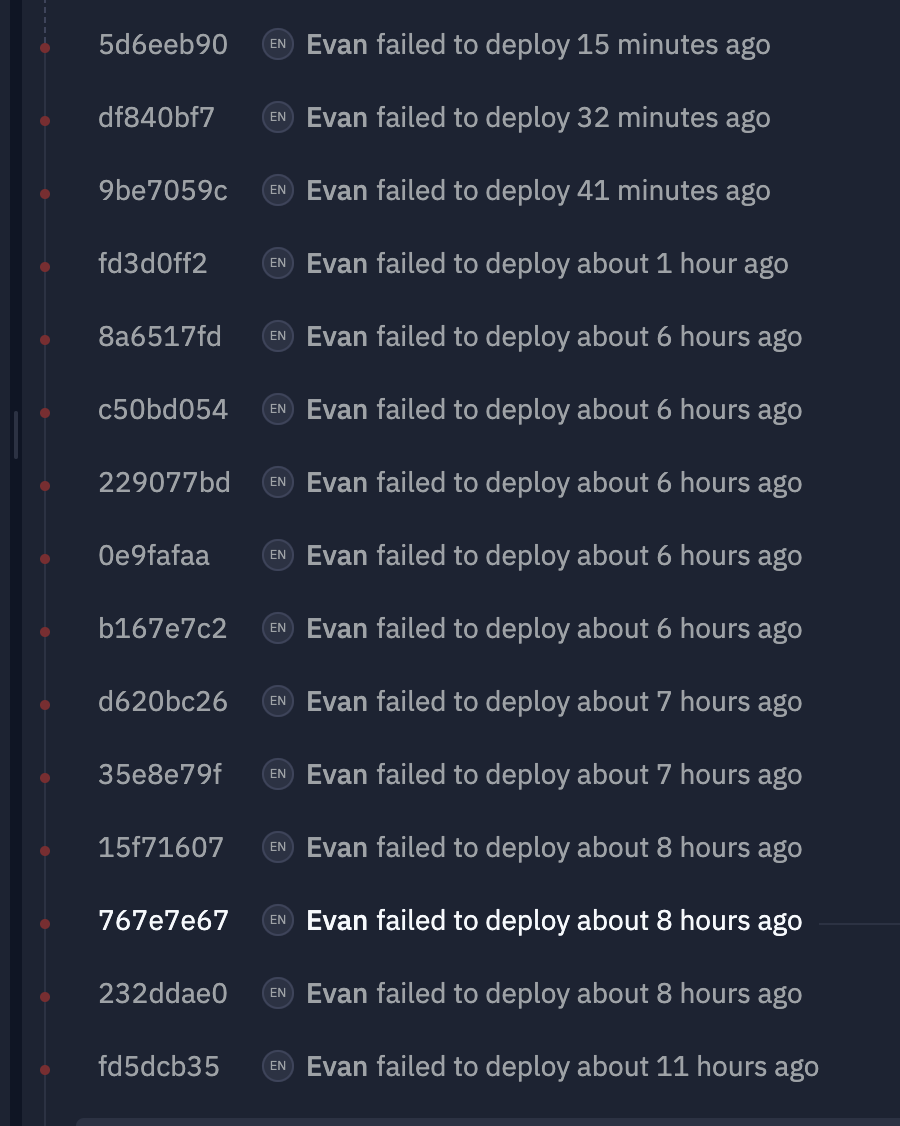 5d6eeb90 EN Evan failed to deploy 15 minutes ago
df840bf7 EN Evan failed to deploy 32 minutes ago
9be7059c EN Evan failed to deploy 41 minutes ago
fd3d0ff2 EN Evan failed to deploy about 1 hour ago
8a6517fd EN Evan failed to deploy about 6 hours ago
c50bd054 EN Evan failed to deploy about 6 hours ago
229077bd EN Evan failed to deploy about 6 hours ago
0e9fafaa EN Evan failed to deploy about 6 hours ago
b167e7c2 EN Evan failed to deploy about 6 hours ago
d620bc26 EN Evan failed to deploy about 7 hours ago
35e8e79f EN Evan failed to deploy about 7 hours ago
15f71607 EN Evan failed to deploy about 8 hours ago
767e7e67 EN Evan failed to deploy about 8 hours ago
232ddae0 EN Evan failed to deploy about 8 hours ago
fd5dcb35 EN Evan failed to deploy about 11 hours ago